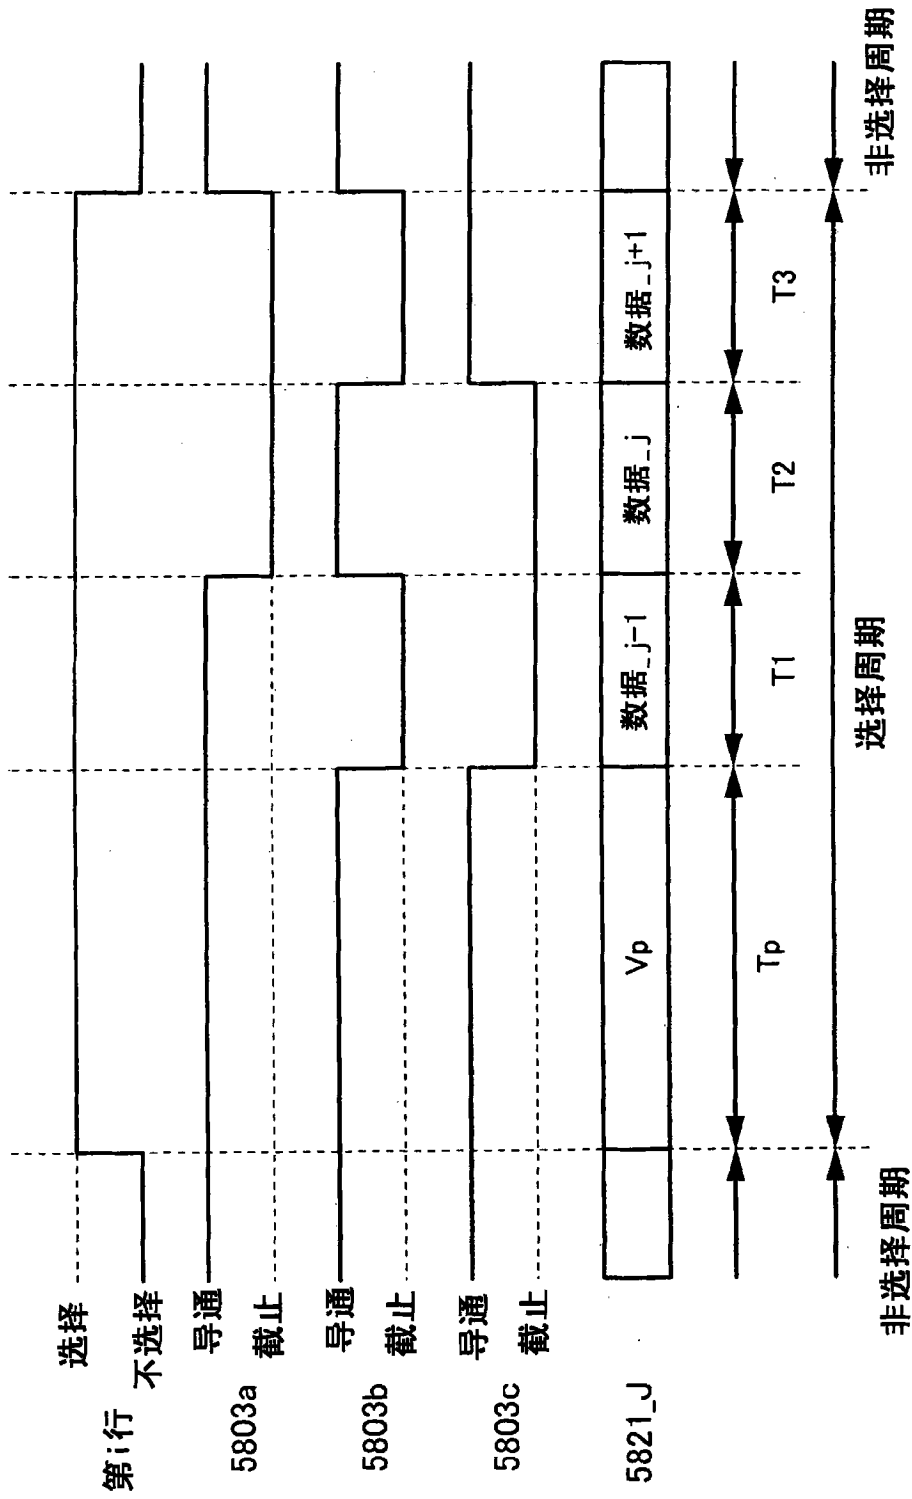 第i行
选择
不选择
5803a
导通
截止
5803b
导通
截止
5803c
导通
截止
5821_J
Vp
数据_j-1
数据_j
数据_j+1
Tp
T1
T2
T3
非选择周期
选择周期
非选择周期